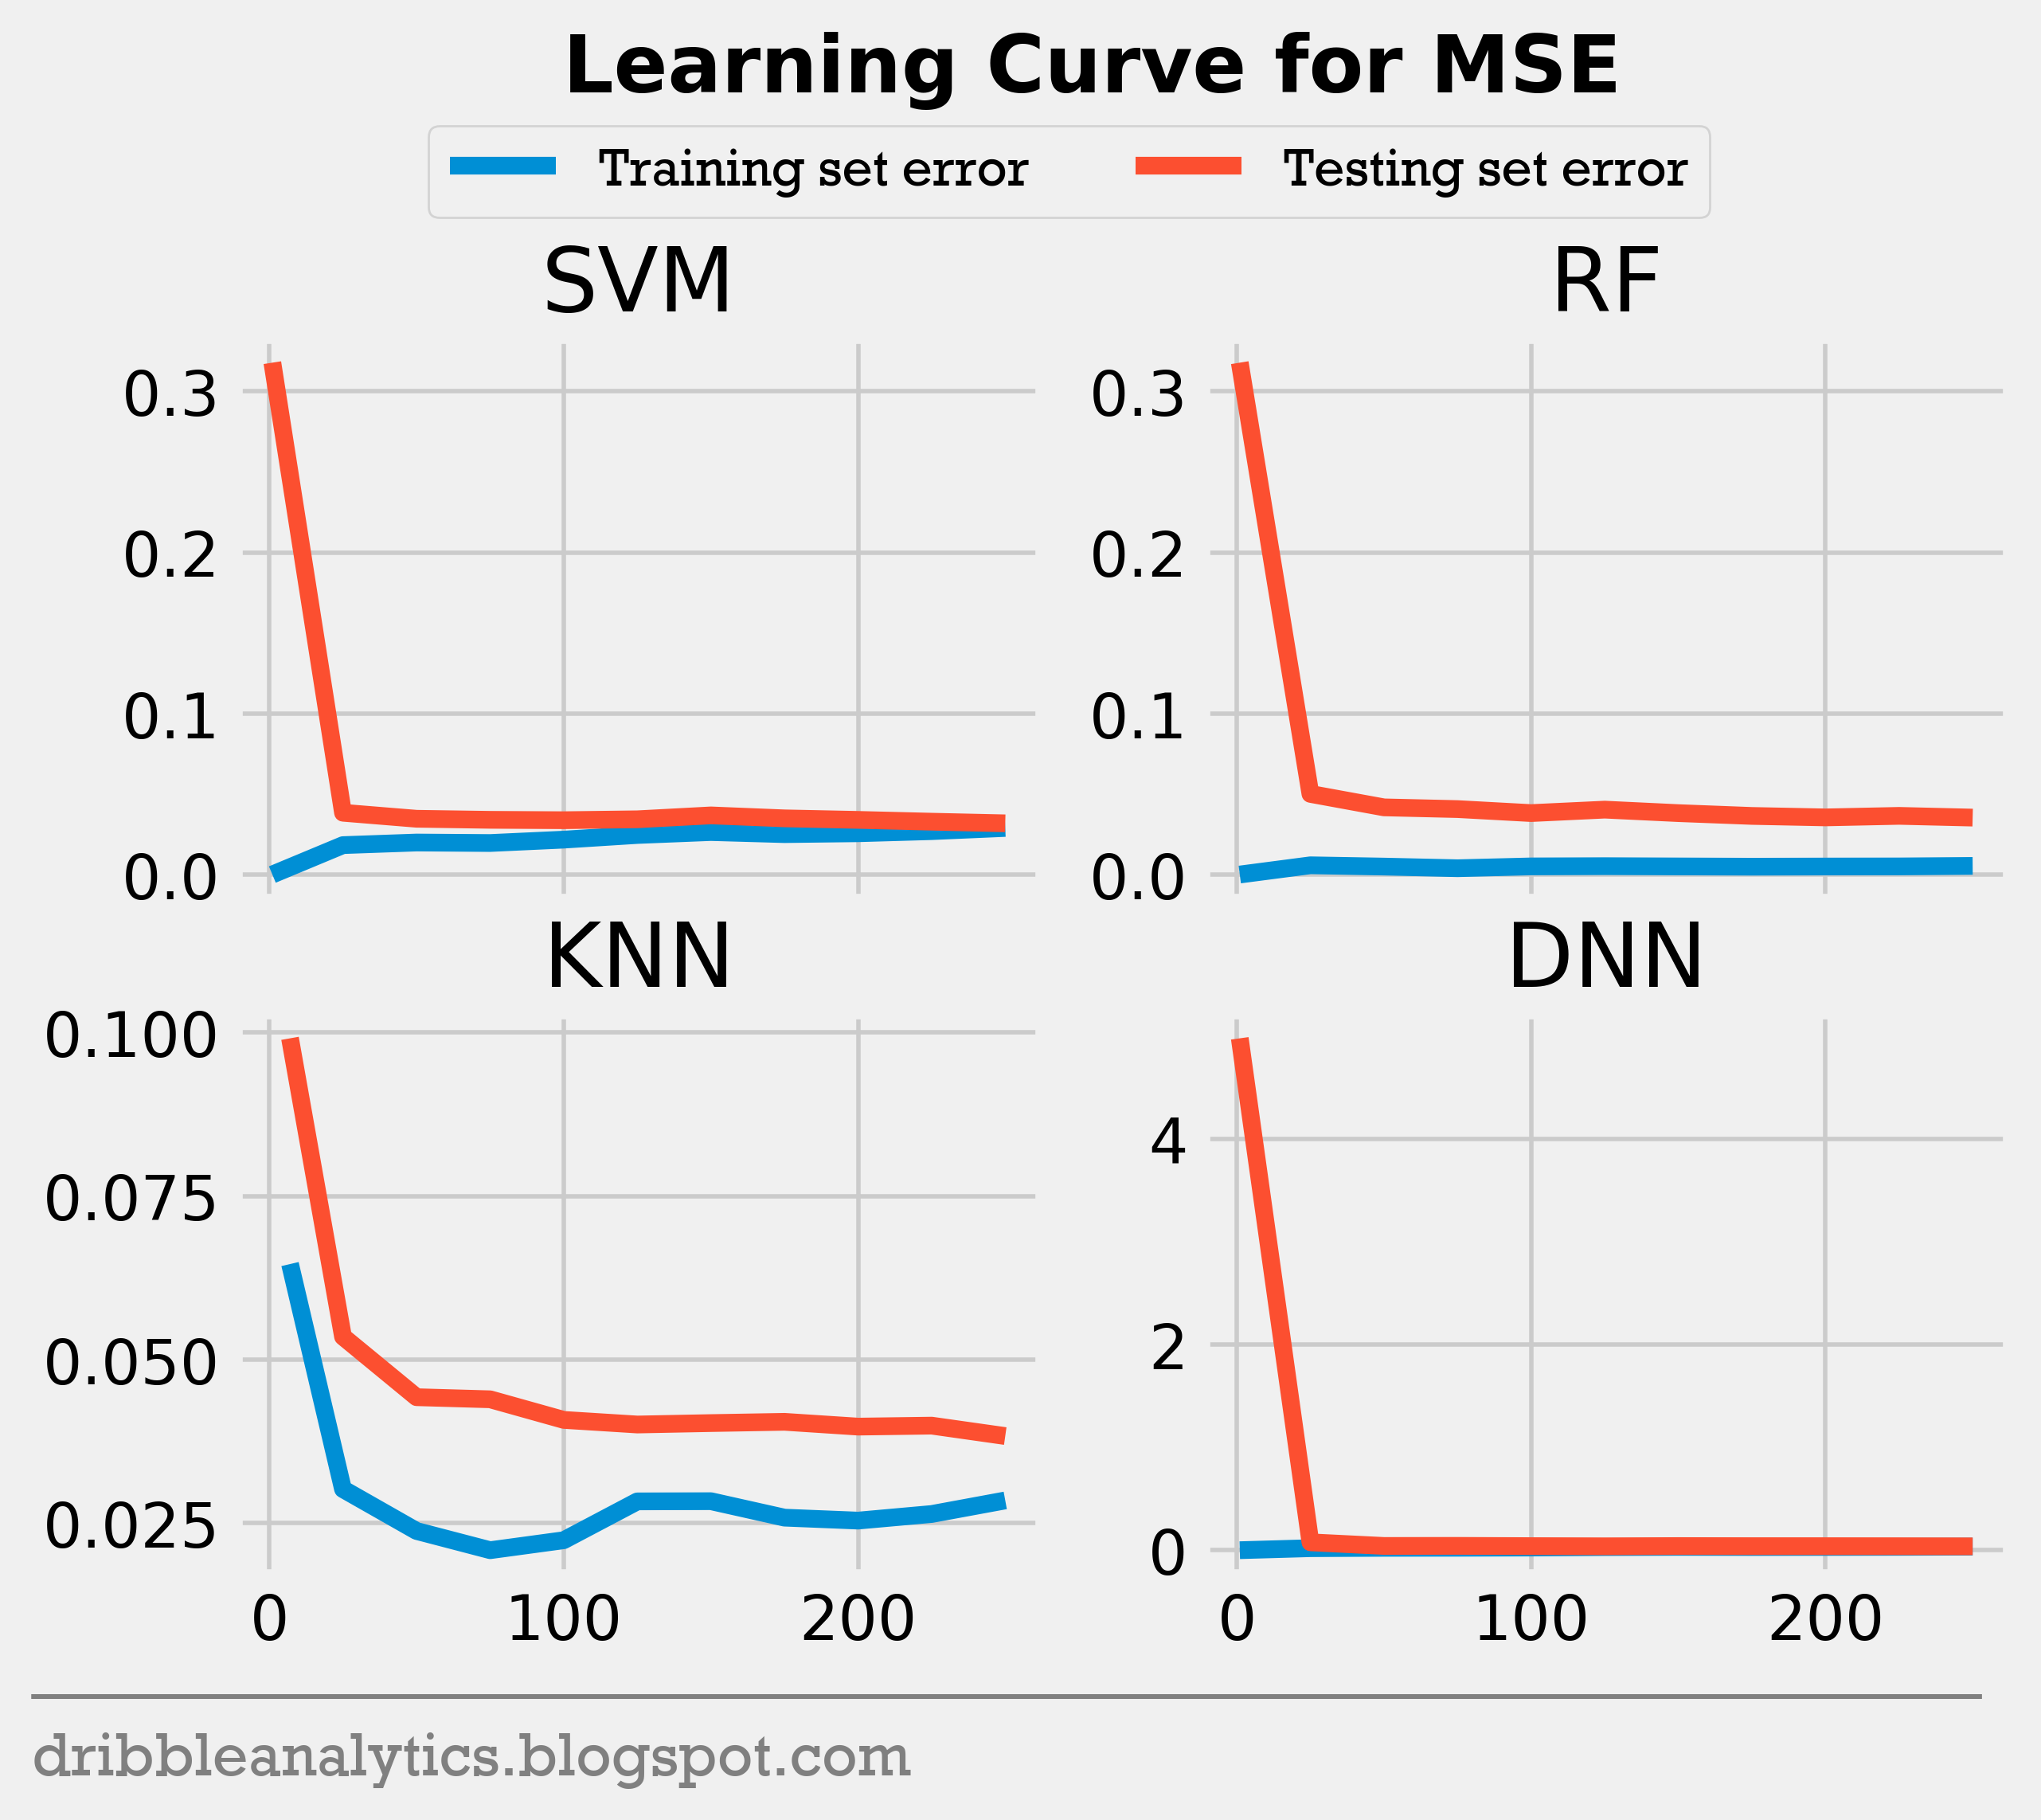 Learning Curve for MSE
Training set error Testing set error
SVM
0.3
0.2
0.1
0.0
RF
0.3
0.2
0.1
0.0
KNN
0.100
0.075
0.050
0.025
0 100 200
DNN
4
2
0
0 100 200
dribbleanalytics.blogspot.com